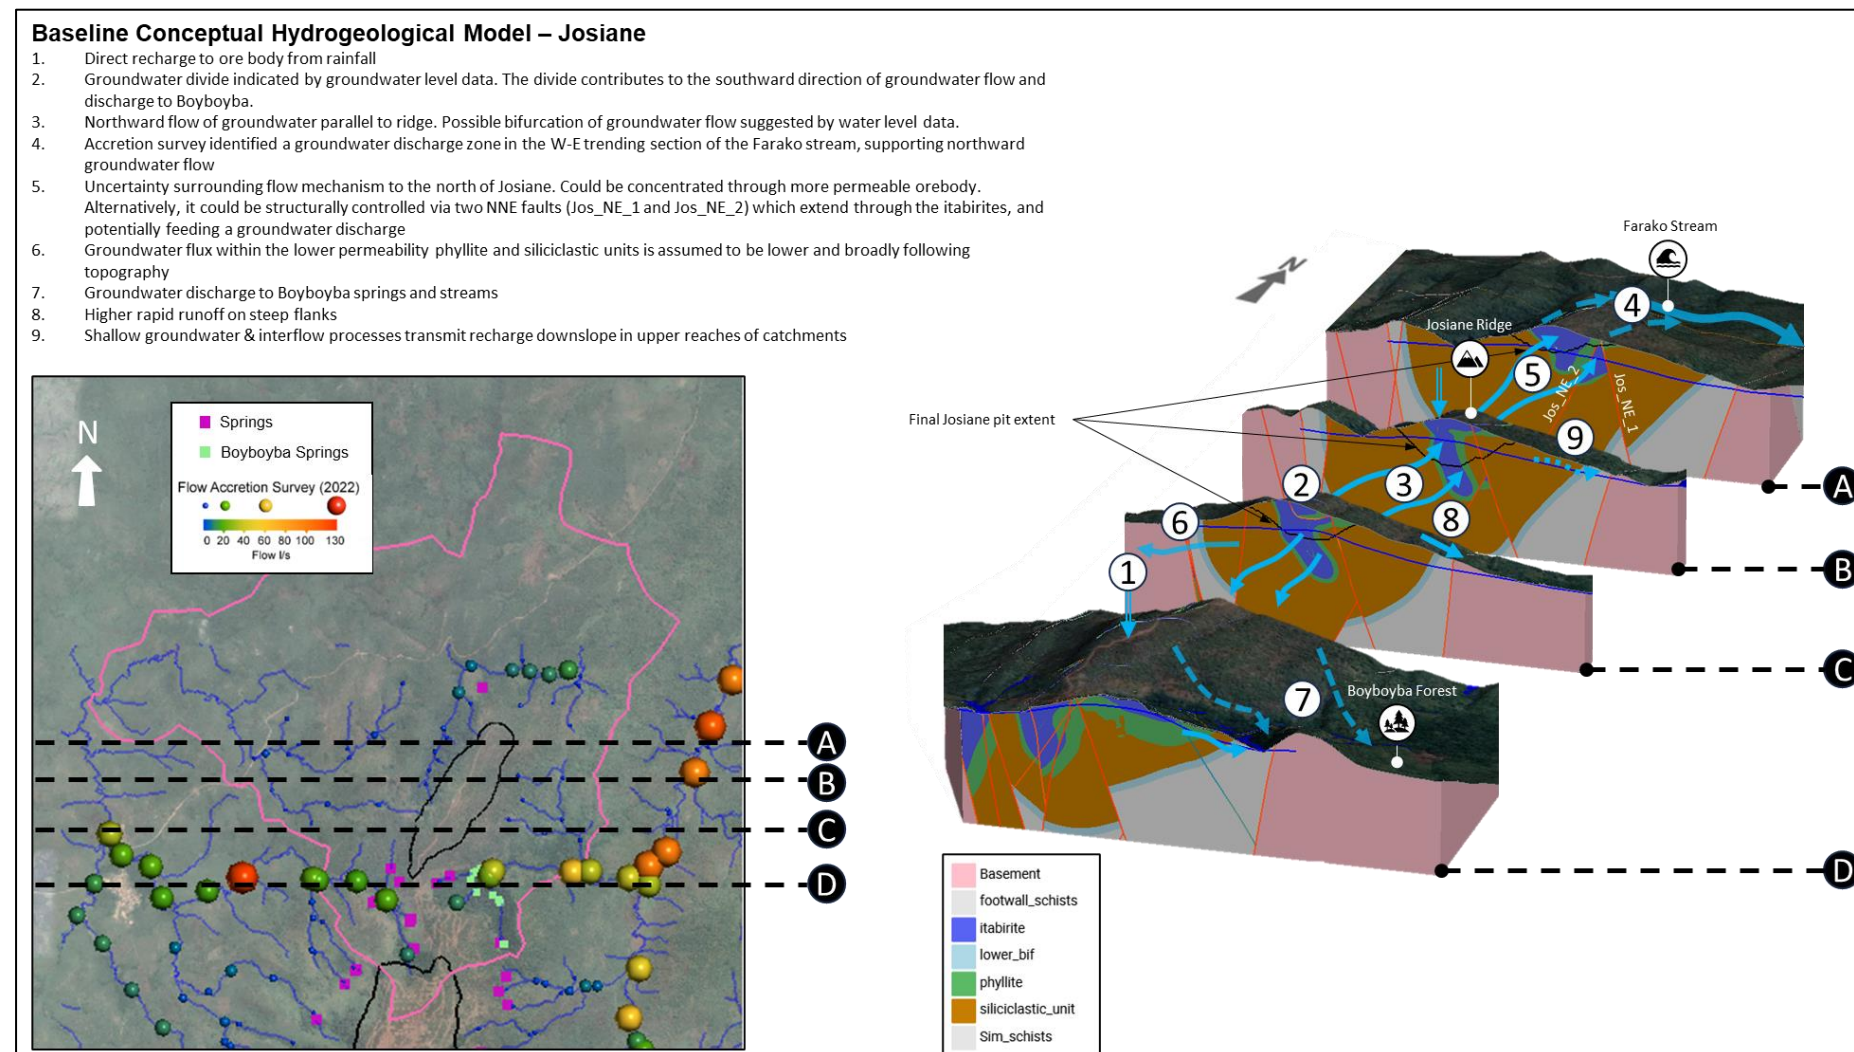 Baseline Conceptual Hydrogeological Model – Josiane
1. Direct recharge to ore body from rainfall
2. Groundwater divide indicated by groundwater level data. The divide contributes to the southward direction of groundwater flow and
discharge to Boyboyba.
3. Northward flow of groundwater parallel to ridge. Possible bifurcation of groundwater flow suggested by water level data.
4. Accretion survey identified a groundwater discharge zone in the W-E trending section of the Farako stream, supporting northward
groundwater flow
5. Uncertainty surrounding flow mechanism to the north of Josiane. Could be concentrated through more permeable orebody.
Alternatively, it could be structurally controlled via two NNE faults (Jos_NE_1 and Jos_NE_2) which extend through the itabirites, and
potentially feeding a groundwater discharge
6. Groundwater flux within the lower permeability phyllite and siliciclastic units is assumed to be lower and broadly following
topography
7. Groundwater discharge to Boyboyba springs and streams
8. Higher rapid runoff on steep flanks
9. Shallow groundwater & interflow processes transmit recharge downslope in upper reaches of catchments
N
Springs
Boyboyba Springs
Flow Accretion Survey (2022)
0 20 40 60 80 100 130
Flow l/s
A
B
C
D
N
Farako Stream
4
Josiane Ridge
5
Jos_NE_2
Jos_NE_1
Final Josiane pit extent
9
A
2
3
8
6
B
1
C
7
Boyboyba Forest
D
Basement
footwall_schists
itabirite
lower_bif
phyllite
siliciclastic_unit
Sim_schists